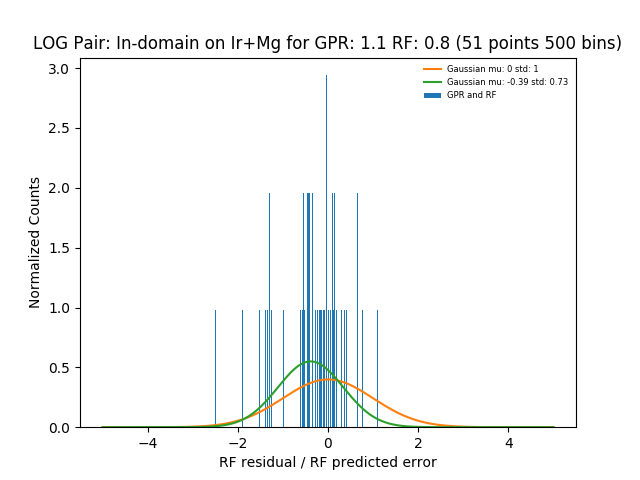 LOG Pair: In-domain on Ir+Mg for GPR: 1.1 RF: 0.8 (51 points 500 bins)
Gaussian mu: 0 std: 1
Gaussian mu: -0.39 std: 0.73
GPR and RF
3.0
2.5
2.0
1.5
1.0
0.5
0.0
Normalized Counts
−4
−2
0
2
4
RF residual / RF predicted error